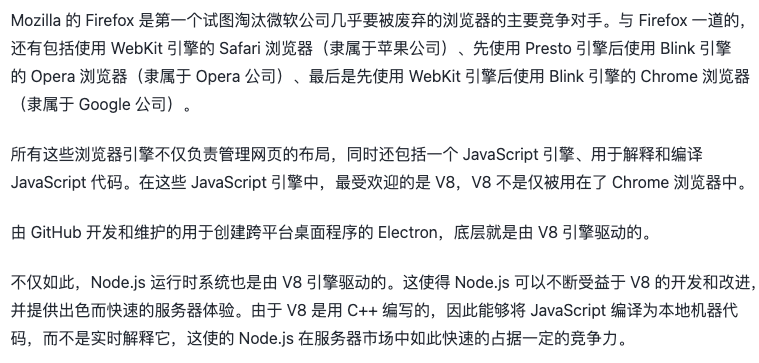 Mozilla 的 Firefox 是第一个试图淘汰微软公司几乎要被废弃的浏览器的主要竞争对手。与 Firefox 一道的,
还有包括使用 WebKit 引擎的 Safari 浏览器（隶属于苹果公司）、先使用 Presto 引擎后使用 Blink 引擎
的 Opera 浏览器（隶属于 Opera 公司）、最后是先使用 WebKit 引擎后使用 Blink 引擎的 Chrome 浏览器
（隶属于 Google 公司）。
所有这些浏览器引擎不仅负责管理网页的布局，同时还包括一个 JavaScript 引擎、用于解释和编译
JavaScript 代码。在这些 JavaScript 引擎中，最受欢迎的是 V8，V8 不是仅被用在了 Chrome 浏览器中。
由 GitHub 开发和维护的用于创建跨平台桌面程序的 Electron，底层就是由 V8 引擎驱动的。
不仅如此，Node.js 运行时系统也是由 V8 引擎驱动的。这使得 Node.js 可以不断受益于 V8 的开发和改进,
并提供出色而快速的服务器体验。由于 V8 是用 C++ 编写的，因此能够将 JavaScript 编译为本地机器代
码，而不是实时解释它，这使的 Node.js 在服务器市场中如此快速的占据一定的竞争力。